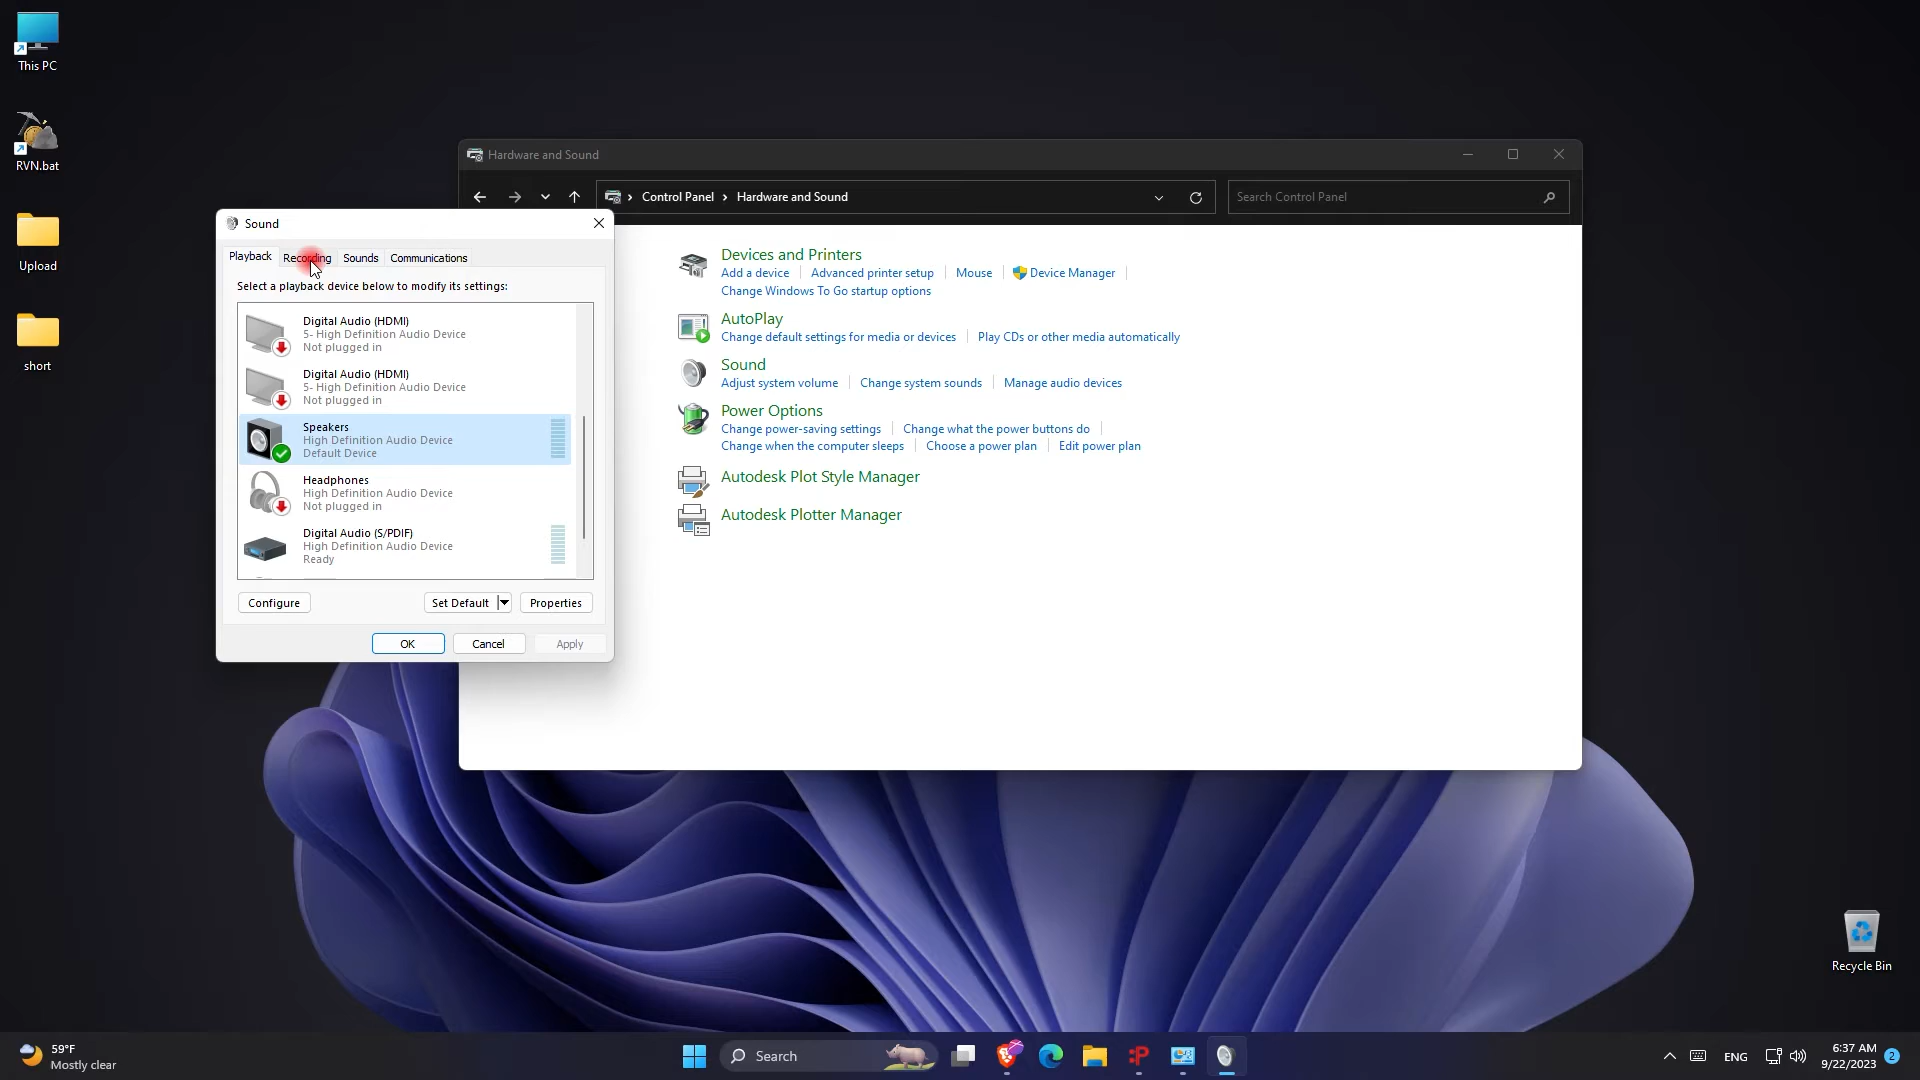 This PC
RVN.bat
Upload
short
Hardware and Sound
Control Panel
Hardware and Sound
Search Control Panel
Sound
Playback
Recording
Sounds
Communications
Select a playback device below to modify its settings:
Digital Audio (HDMI)
5- High Definition Audio Device
Not plugged in
Digital Audio (HDMI)
5- High Definition Audio Device
Not plugged in
Speakers
High Definition Audio Device
Default Device
Headphones
High Definition Audio Device
Not plugged in
Digital Audio (S/PDIF)
High Definition Audio Device
Ready
Configure
Set Default
Properties
OK
Cancel
Apply
Devices and Printers
Add a device
Advanced printer setup
Mouse
Device Manager
Change Windows To Go startup options
AutoPlay
Change default settings for media or devices
Play CDs or other media automatically
Sound
Adjust system volume
Change system sounds
Manage audio devices
Power Options
Change power-saving settings
Change what the power buttons do
Change when the computer sleeps
Choose a power plan
Edit power plan
Autodesk Plot Style Manager
Autodesk Plotter Manager
Recycle Bin
59°F
Mostly clear
Search
ENG
6:37 AM
9/22/2023
2